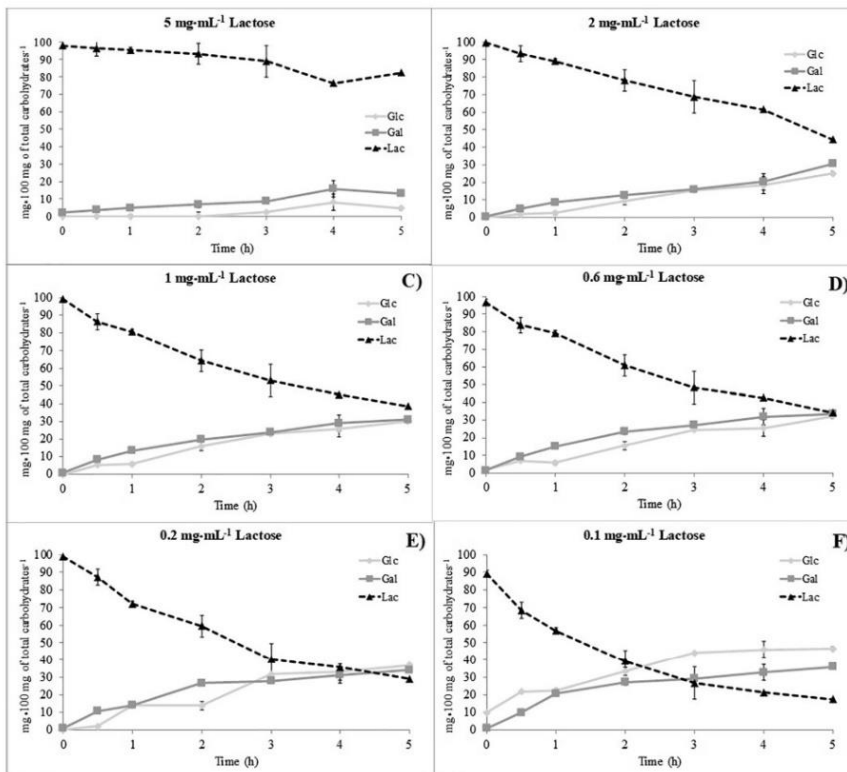 5 mg·mL⁻¹ Lactose
mg·100 mg of total carbohydrates⁻¹
100
90
80
70
60
50
40
30
20
10
0
Glc
Gal
Lac
0 1 2 3 4 5
Time (h)
2 mg·mL⁻¹ Lactose
mg·100 mg of total carbohydrates⁻¹
100
90
80
70
60
50
40
30
20
10
0
Glc
Gal
Lac
0 1 2 3 4 5
Time (h)
1 mg·mL⁻¹ Lactose
C)
mg•100 mg of total carbohydrates⁻¹
100
90
80
70
60
50
40
30
20
10
0
Glc
Gal
Lac
0 1 2 3 4 5
Time (h)
0.6 mg·mL⁻¹ Lactose
D)
mg•100 mg of total carbohydrates⁻¹
100
90
80
70
60
50
40
30
20
10
0
Glc
Gal
Lac
0 1 2 3 4 5
Time (h)
0.2 mg·mL⁻¹ Lactose
E)
mg•100 mg of total carbohydrates⁻¹
100
90
80
70
60
50
40
30
20
10
0
Glc
Gal
Lac
0 1 2 3 4 5
Time (h)
0.1 mg·mL⁻¹ Lactose
F)
mg•100 mg of total carbohydrates⁻¹
100
90
80
70
60
50
40
30
20
10
0
Glc
Gal
Lac
0 1 2 3 4 5
Time (h)